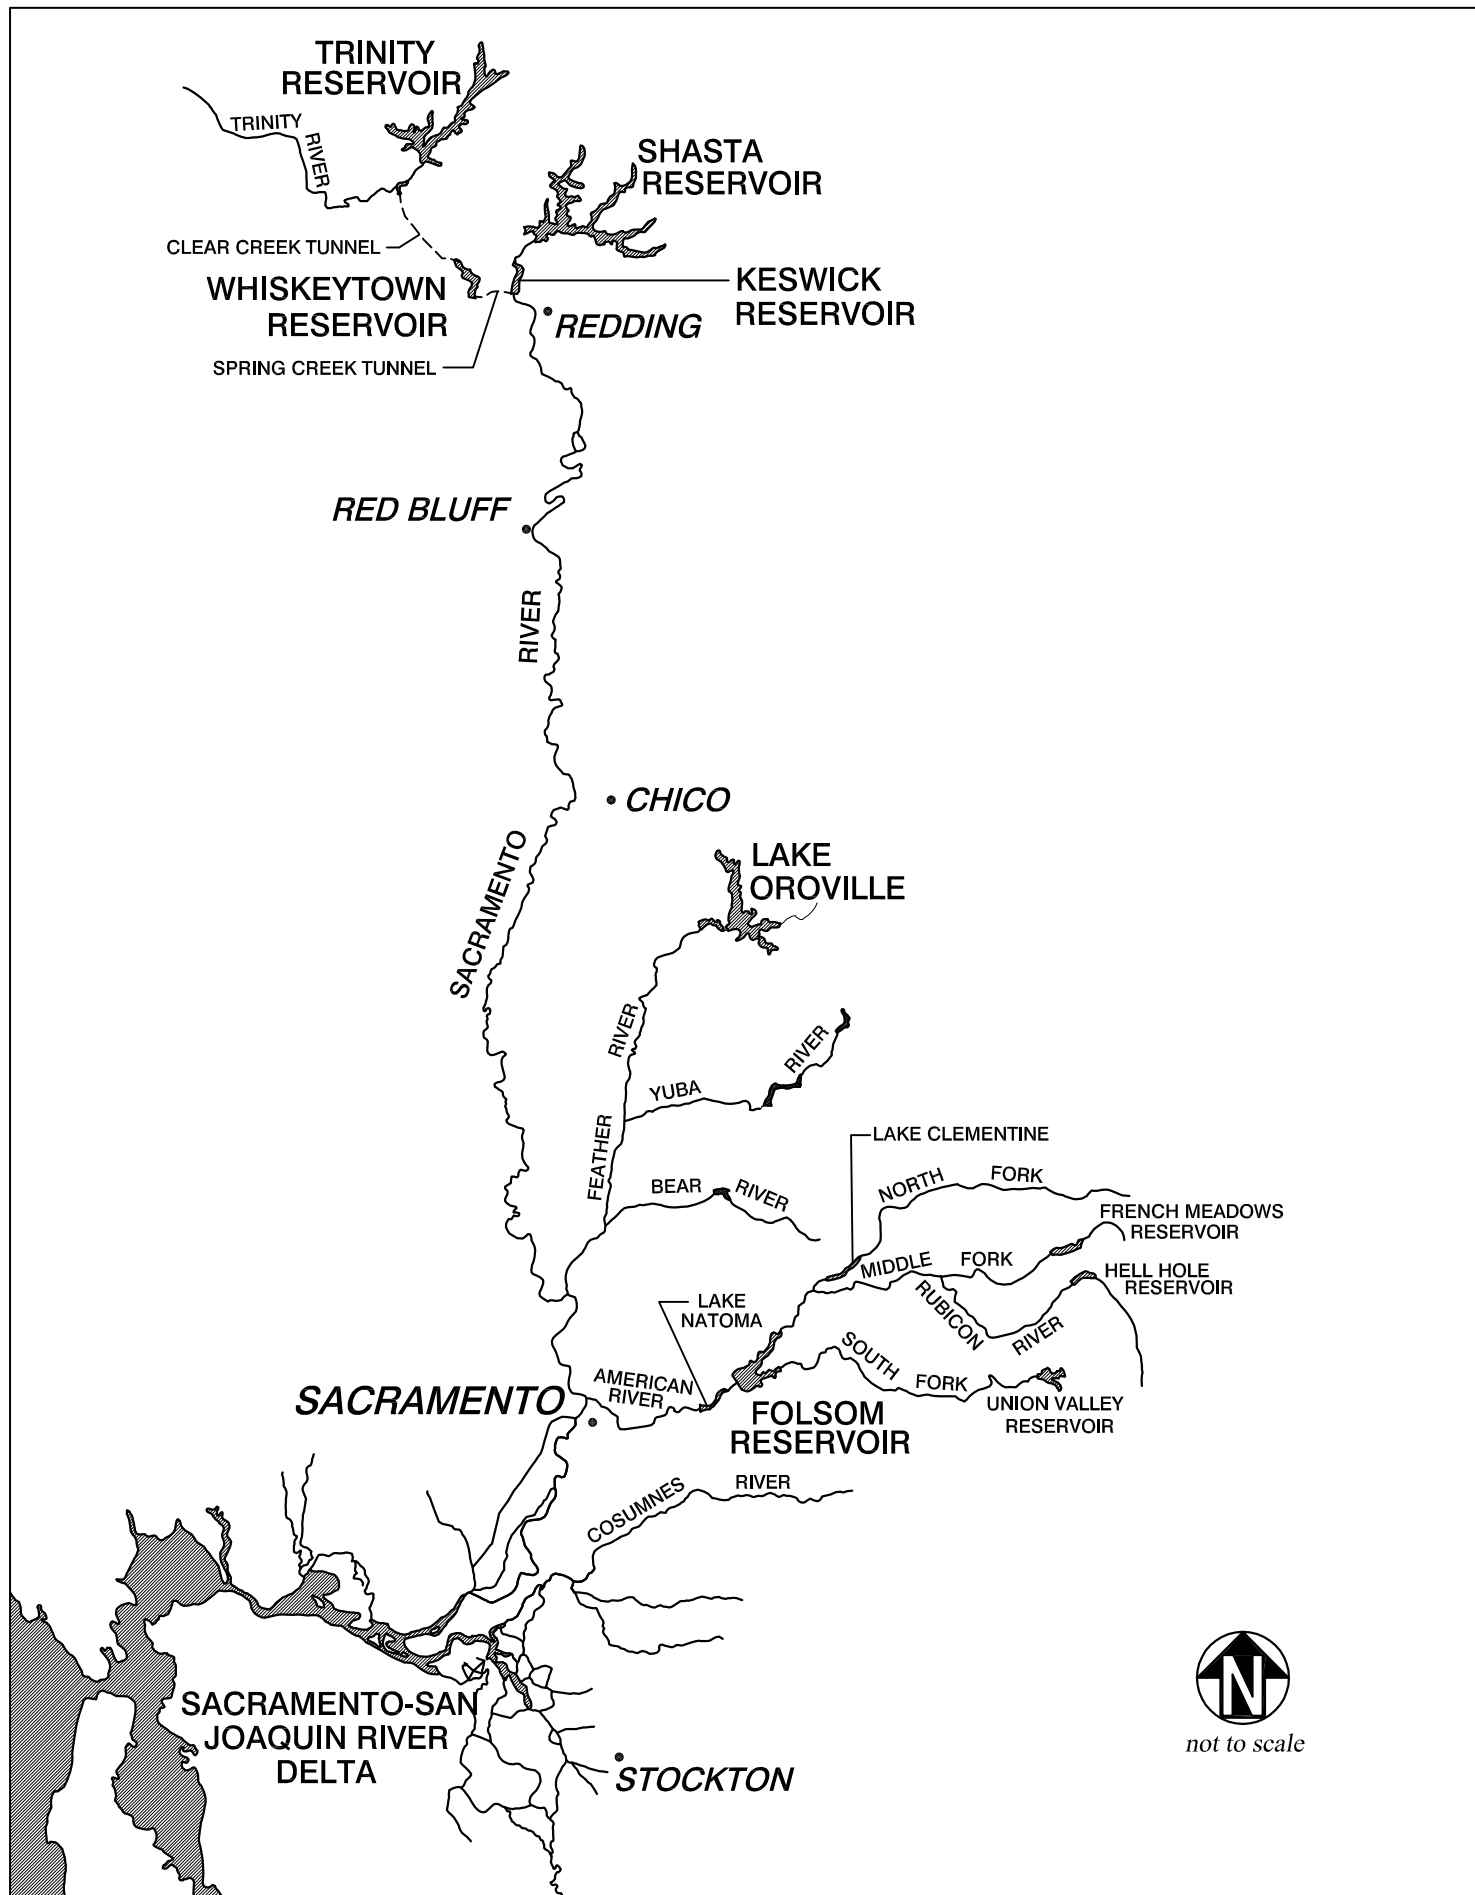 TRINITY
RESERVOIR
TRINITY
RIVER
SHASTA
RESERVOIR
CLEAR CREEK TUNNEL
WHISKEYTOWN
RESERVOIR
KESWICK
RESERVOIR
REDDING
SPRING CREEK TUNNEL
RED BLUFF
RIVER
CHICO
SACRAMENTO
LAKE
OROVILLE
RIVER
FEATHER
YUBA
RIVER
LAKE CLEMENTINE
BEAR
RIVER
NORTH
FORK
FRENCH MEADOWS
RESERVOIR
MIDDLE
FORK
HELL HOLE
RESERVOIR
RUBICON
RIVER
LAKE
NATOMA
SOUTH
FORK
AMERICAN
RIVER
UNION VALLEY
RESERVOIR
SACRAMENTO
FOLSOM
RESERVOIR
COSUMNES
RIVER
SACRAMENTO-SAN
JOAQUIN RIVER
DELTA
STOCKTON
N
not to scale